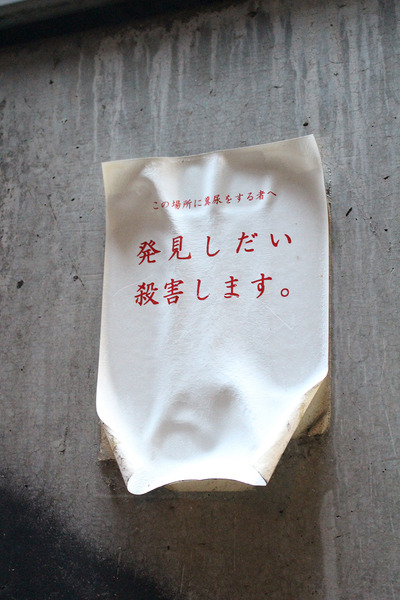 この場所に糞尿をする者へ
発見しだい
殺害します。